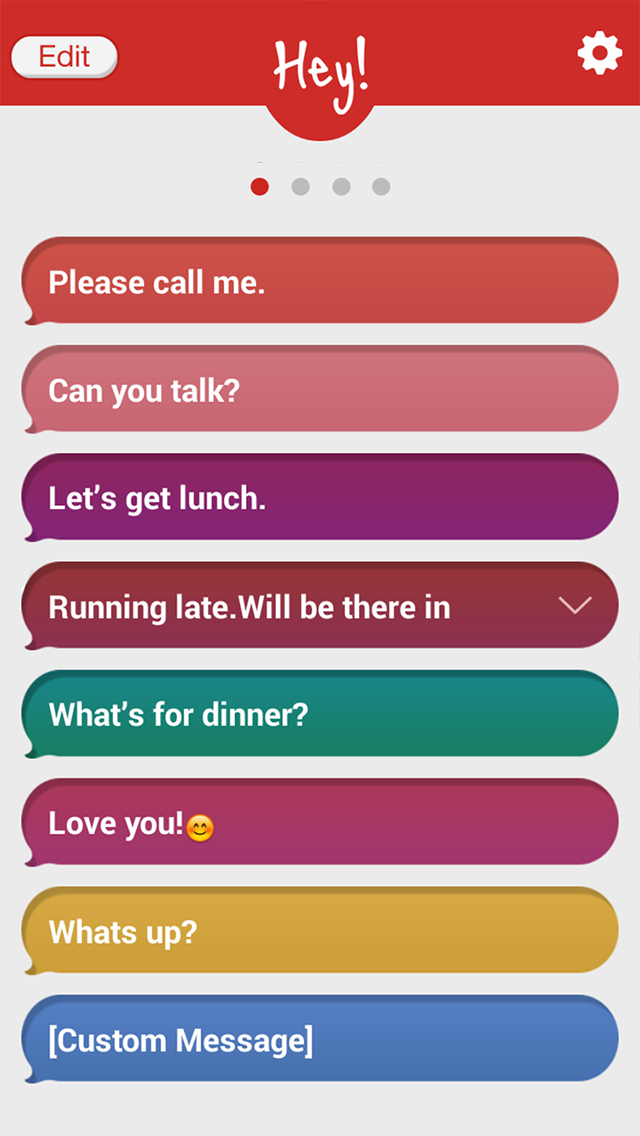 Edit
Hey!
Please call me.
Can you talk?
Let's get lunch.
Running late.Will be there in
What's for dinner?
Love you!😊
Whats up?
[Custom Message]